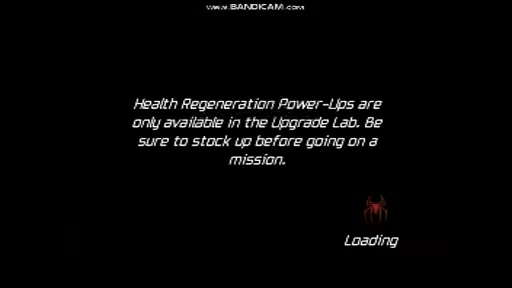 www.BANDICAM.com
Health Regeneration Power-Ups are
only available in the Upgrade Lab. Be
sure to stock up before going on a
mission.
Loading